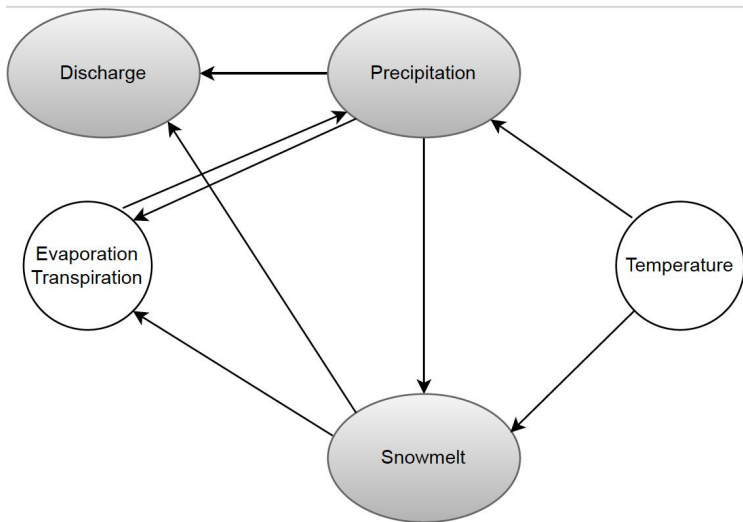 Discharge
Precipitation
Evaporation
Transpiration
Temperature
Snowmelt